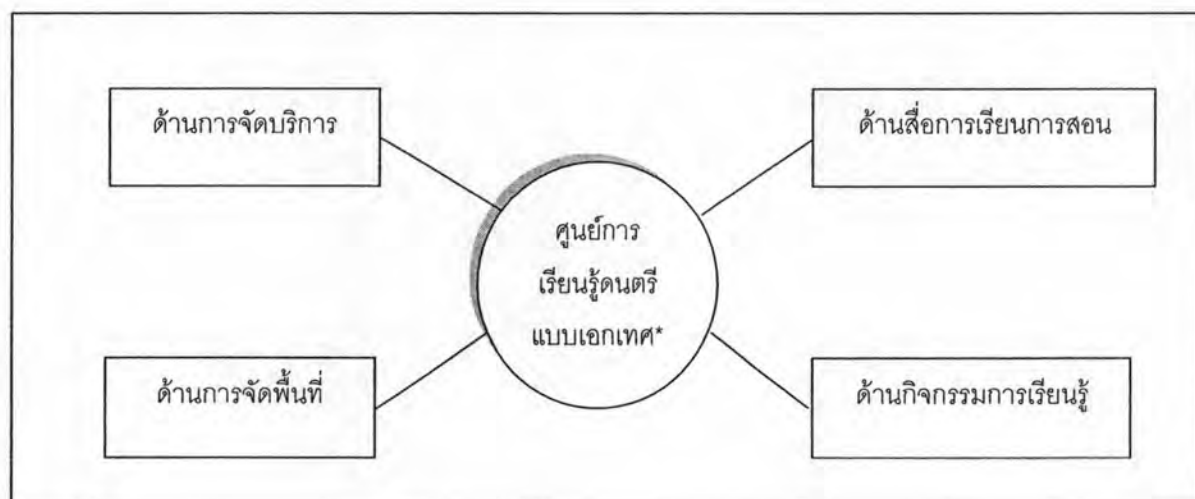 ด้านการจัดบริการ
ด้านสื่อการเรียนการสอน
ศูนย์การ
เรียนรู้ดนตรี
แบบเอกเทศ*
ด้านการจัดพื้นที่
ด้านกิจกรรมการเรียนรู้